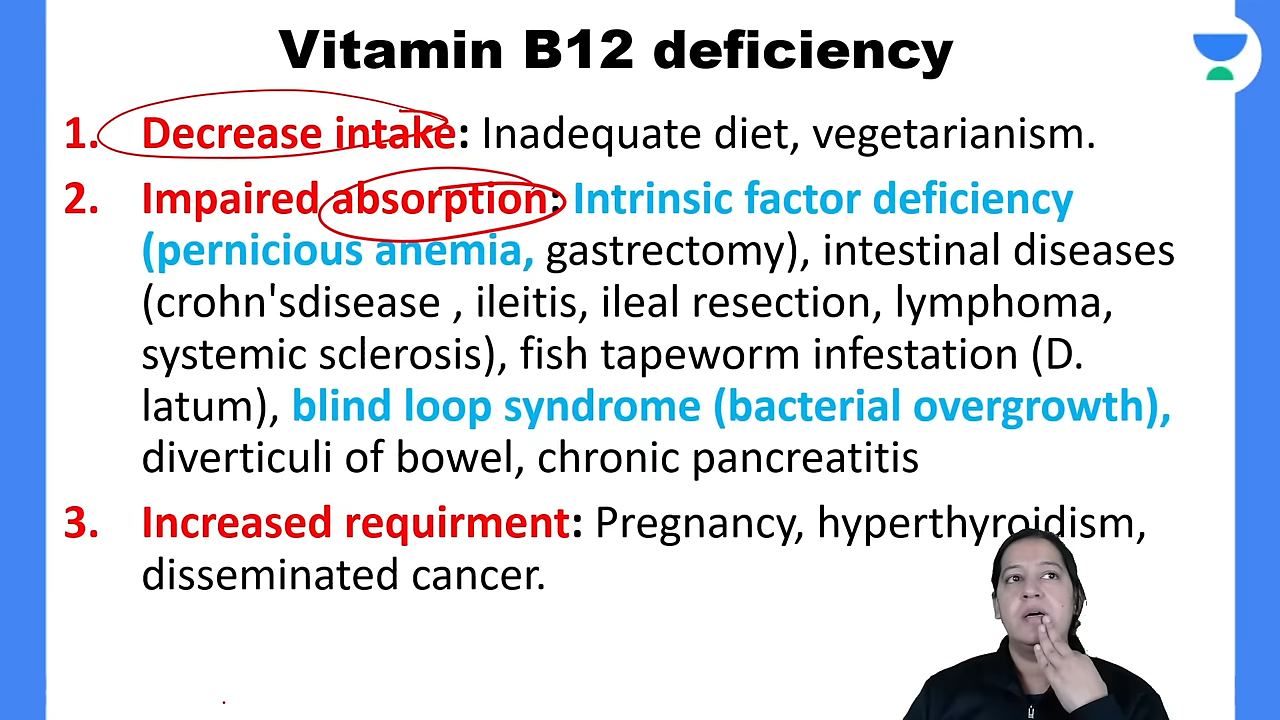 Vitamin B12 deficiency
1. Decrease intake: Inadequate diet, vegetarianism.
2. Impaired absorption: Intrinsic factor deficiency
(pernicious anemia, gastrectomy), intestinal diseases
(crohn'sdisease , ileitis, ileal resection, lymphoma,
systemic sclerosis), fish tapeworm infestation (D.
latum), blind loop syndrome (bacterial overgrowth),
diverticuli of bowel, chronic pancreatitis
3. Increased requirment: Pregnancy, hyperthyroidism,
disseminated cancer.